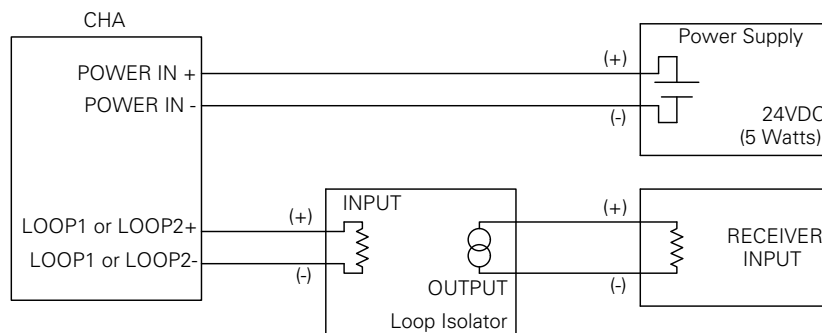 CHA
POWER IN +
POWER IN -
LOOP1 or LOOP2+
LOOP1 or LOOP2-
(+)
(-)
Power Supply
24VDC
(5 Watts)
(+)
(-)
INPUT
OUTPUT
Loop Isolator
(+)
(-)
RECEIVER
INPUT